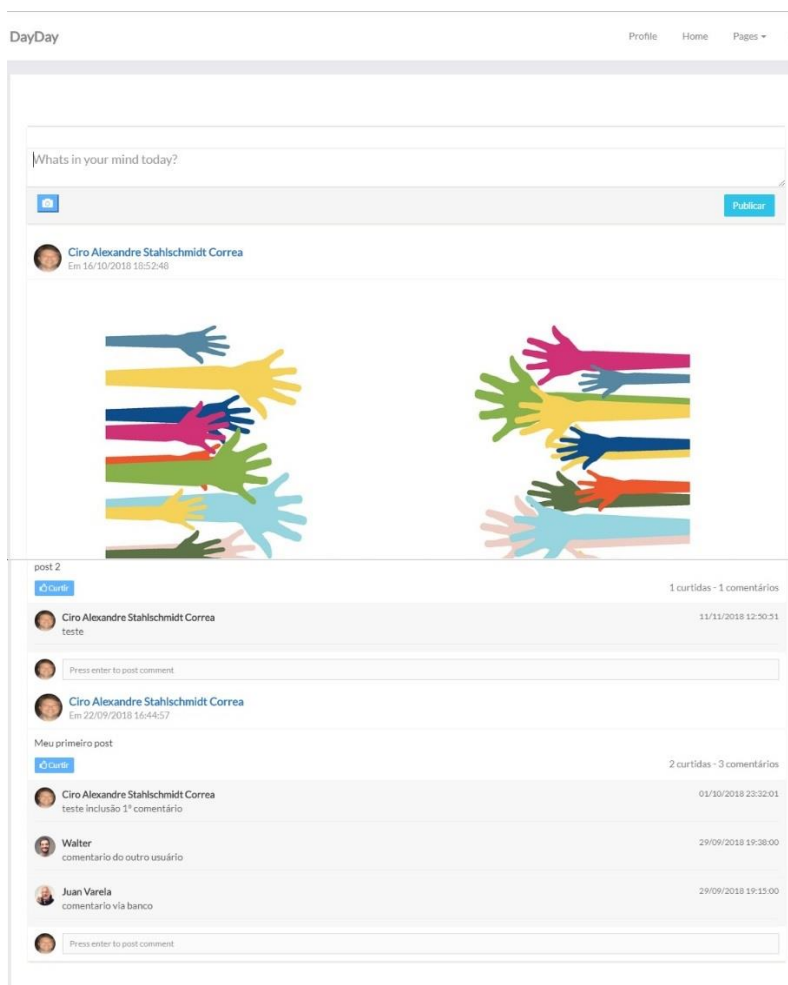 DayDay
Profile Home Pages
Whats in your mind today?
Publicar
Ciro Alexandre Stahlschmidt Correa
Em 16/10/2018 18:52:48
post 2
Curtir
1 curtidas - 1 comentários
Ciro Alexandre Stahlschmidt Correa
11/11/2018 12:50:51
teste
Press enter to post comment
Ciro Alexandre Stahlschmidt Correa
Em 22/09/2018 16:44:57
Meu primeiro post
Curtir
2 curtidas - 3 comentários
Ciro Alexandre Stahlschmidt Correa
01/10/2018 23:32:01
teste inclusão 1º comentário
Walter
29/09/2018 19:38:00
comentario do outro usuário
Juan Varela
29/09/2018 19:15:00
comentario via banco
Press enter to post comment